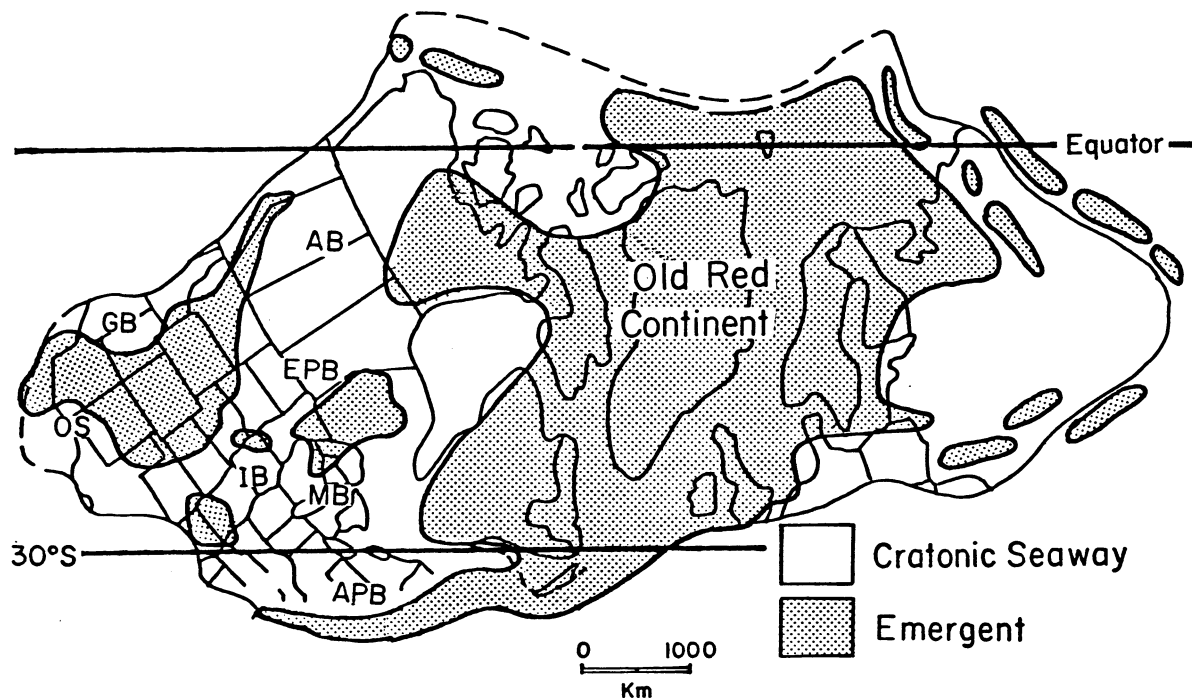 Equator
AB
Old Red
Continent
GB
EPB
OS
IB
MB
30°S
APB
Cratonic Seaway
Emergent
0 1000
Km